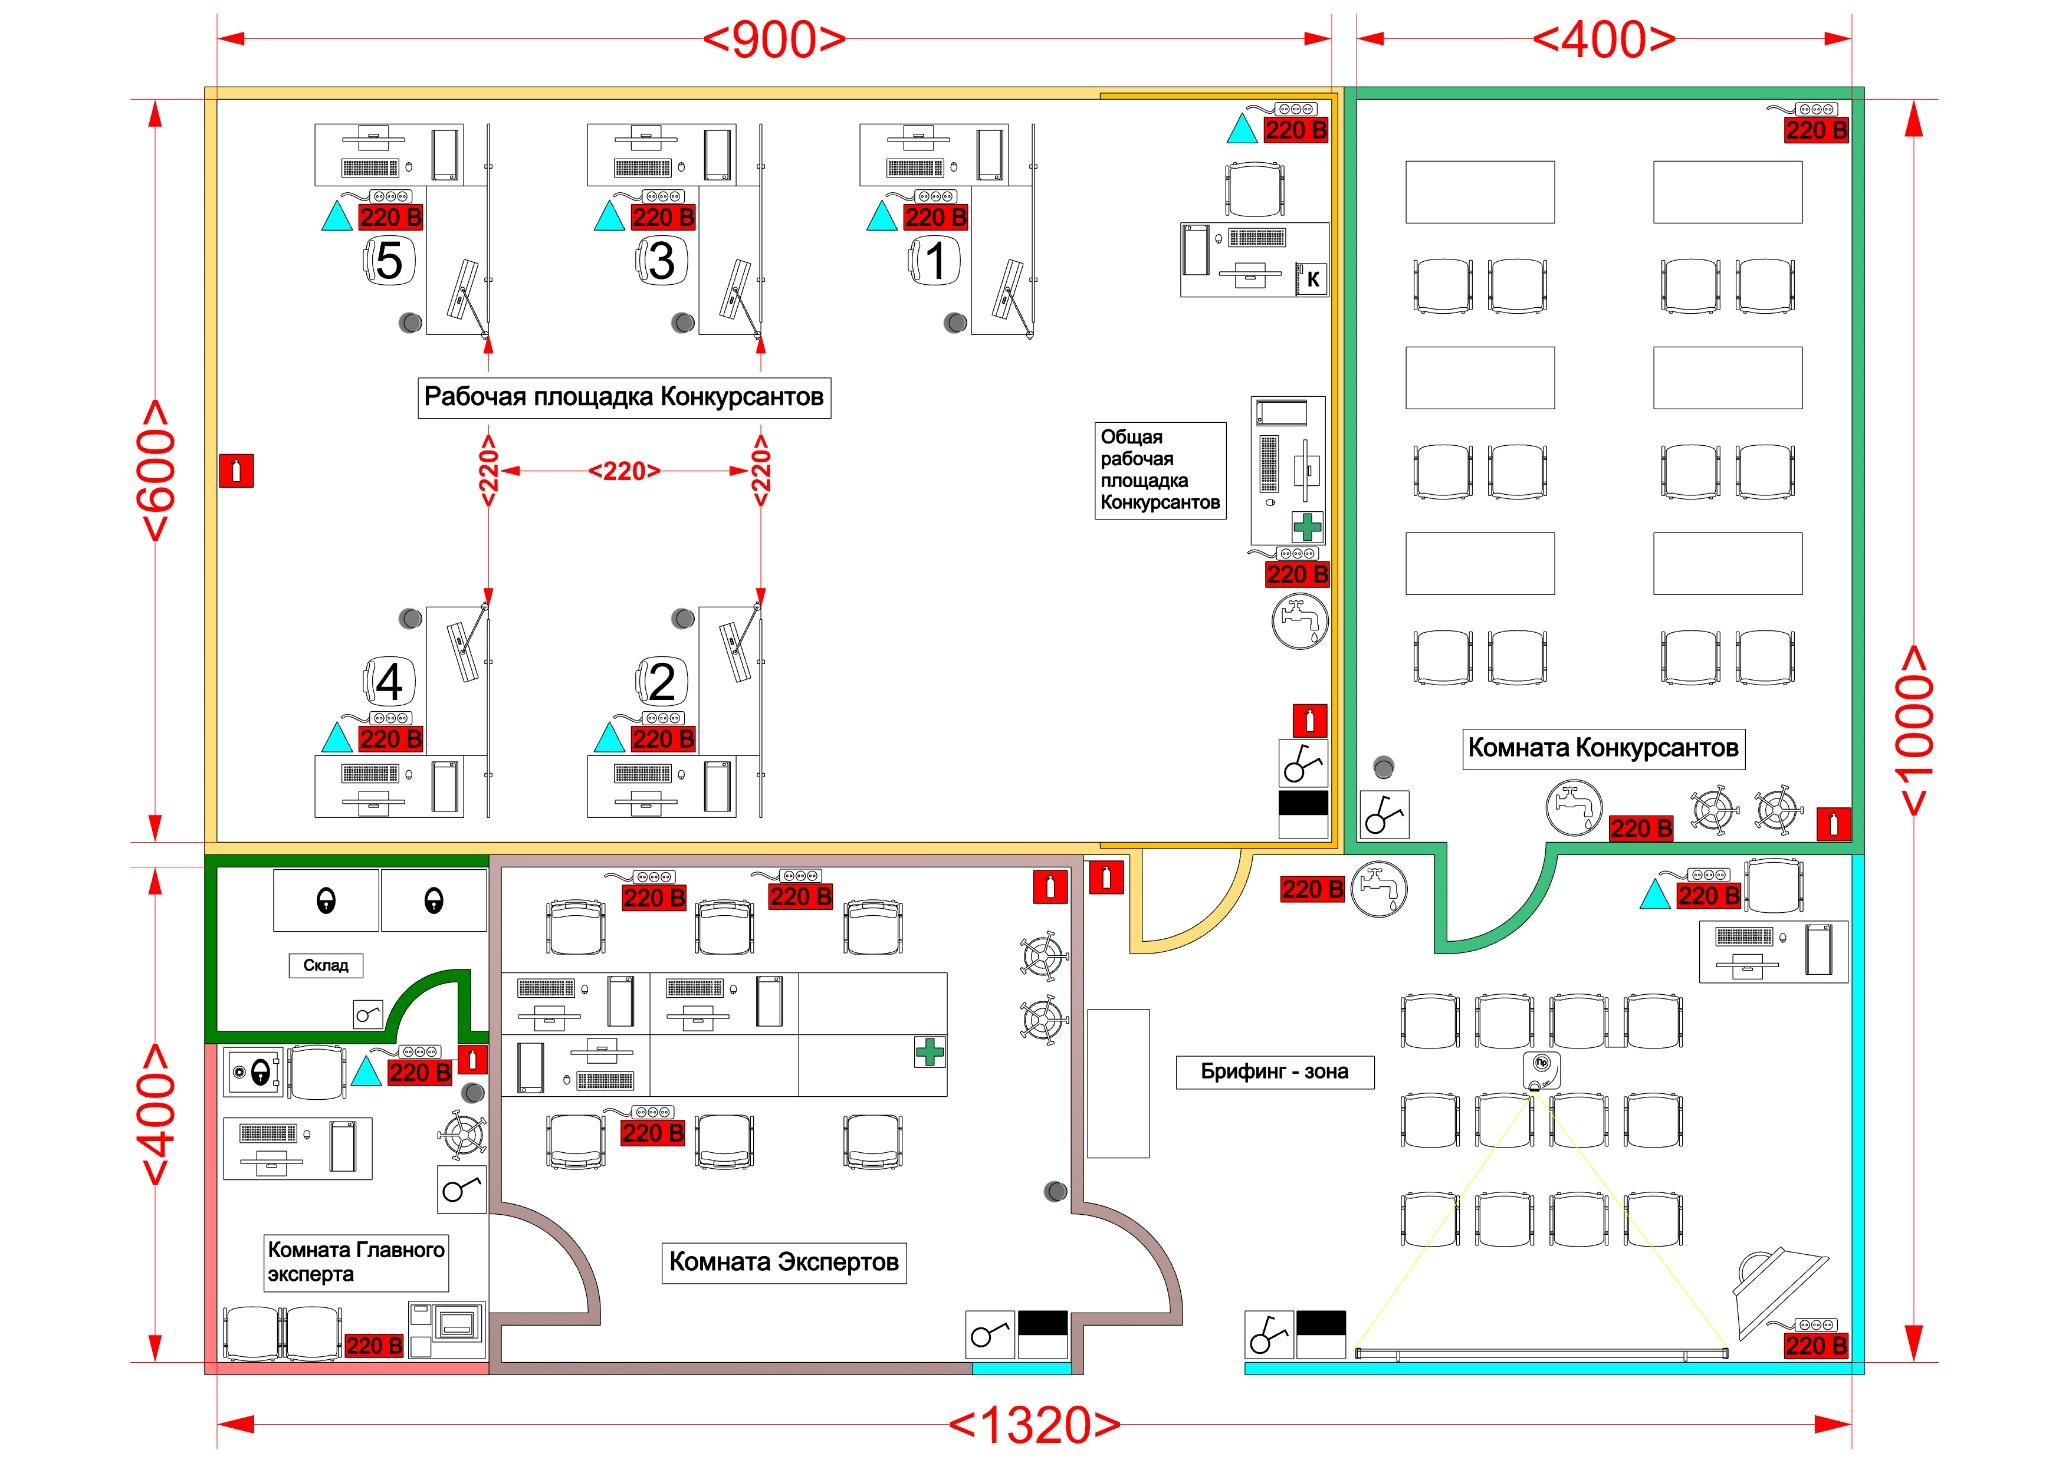 <900>
<400>
220 В
220 В
220 В
220 В
220 В
5
3
1
К
Рабочая площадка Конкурсантов
Общая
рабочая
площадка
Конкурсантов
<600>
<220>
<220>
<220>
220 В
4
2
220 В
220 В
<1000>
Комната Конкурсантов
220 В
220 В
220 В
220 В
220 В
Склад
Пр
220 В
Брифинг - зона
<400>
220 В
Комната Главного
эксперта
Комната Экспертов
220 В
220 В
<1320>